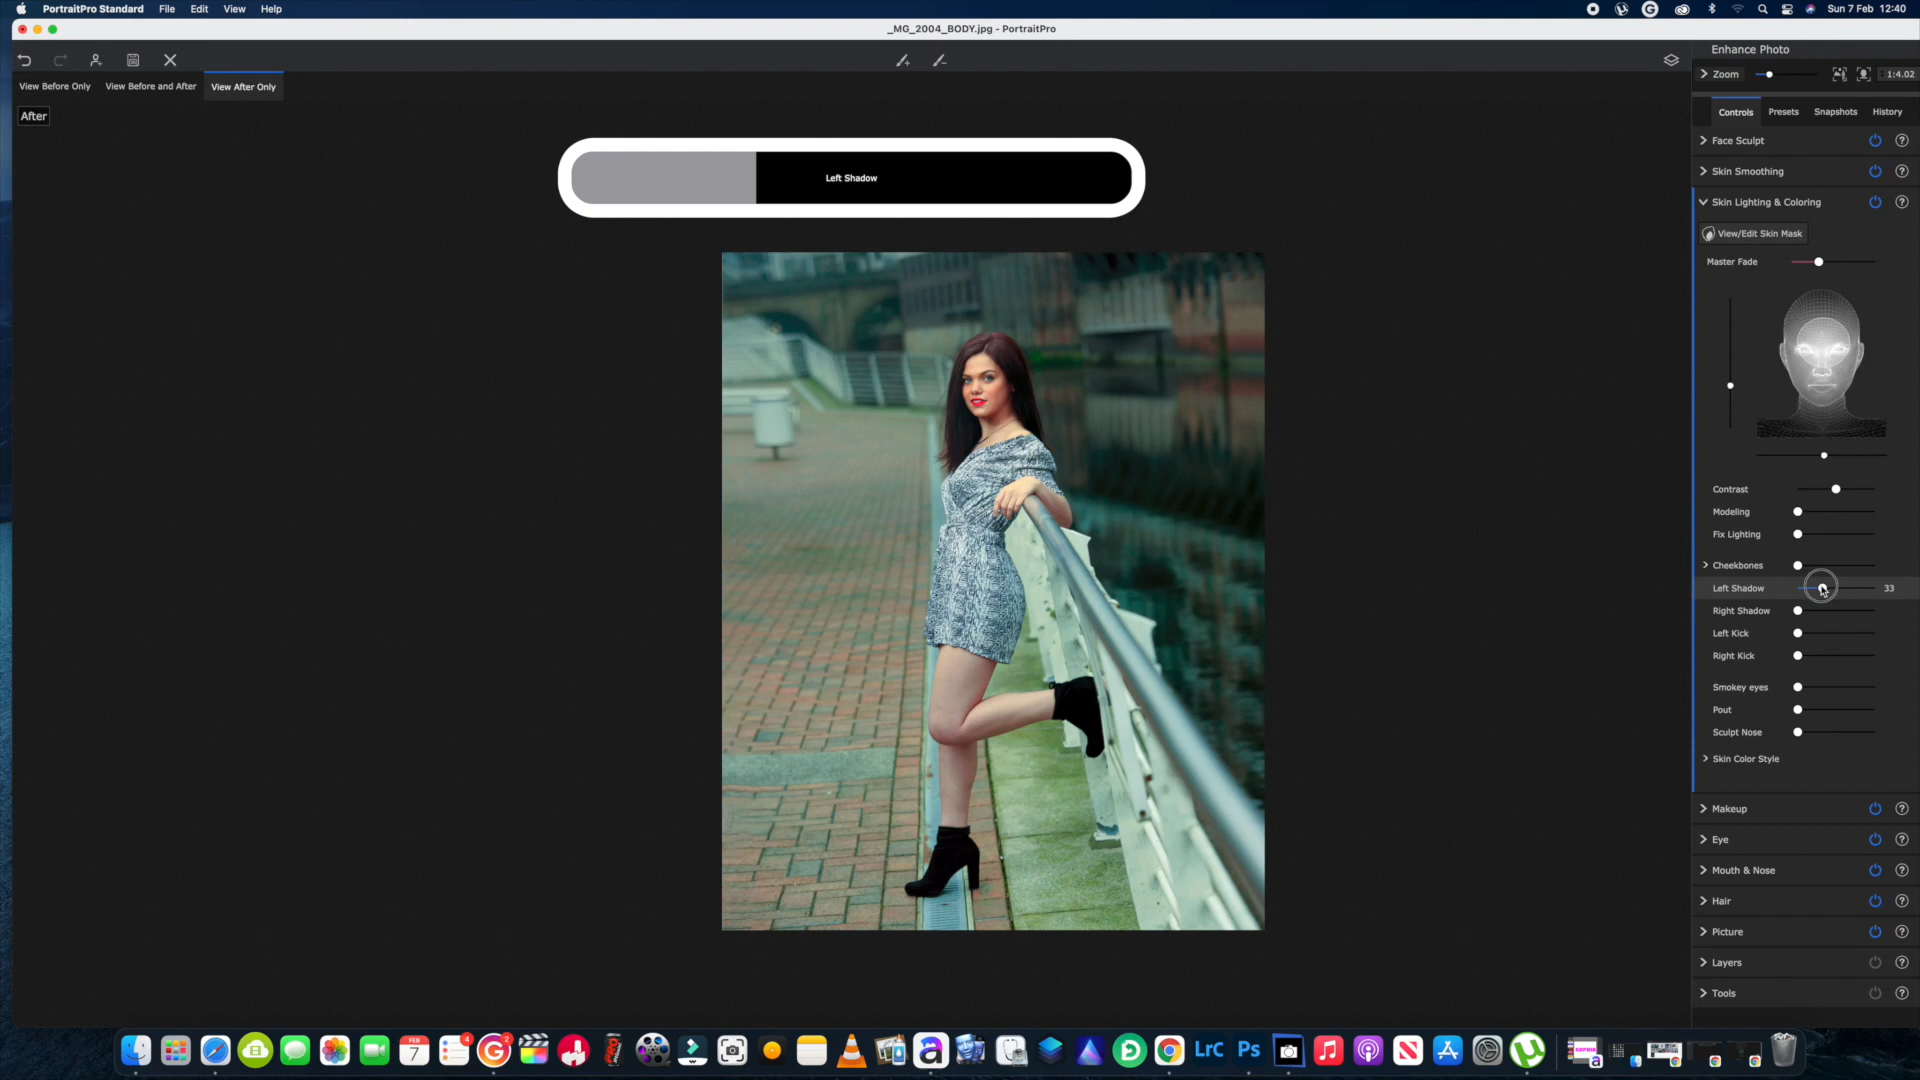 PortraitPro Standard File Edit View Help
Sun 7 Feb 12:40
_MG_2004_BODY.jpg - PortraitPro
Enhance Photo
Zoom 1:4.02
View Before Only View Before and After View After Only
After
Controls Presets Snapshots History
Face Sculpt
Skin Smoothing
Left Shadow
Skin Lighting & Coloring
View/Edit Skin Mask
Master Fade
Contrast
Modeling
Fix Lighting
Cheekbones
Left Shadow 33
Right Shadow
Left Kick
Right Kick
Smokey eyes
Pout
Sculpt Nose
Skin Color Style
Makeup
Eye
Mouth & Nose
Hair
Picture
Layers
Tools
FEB
7
4
2
LrC Ps